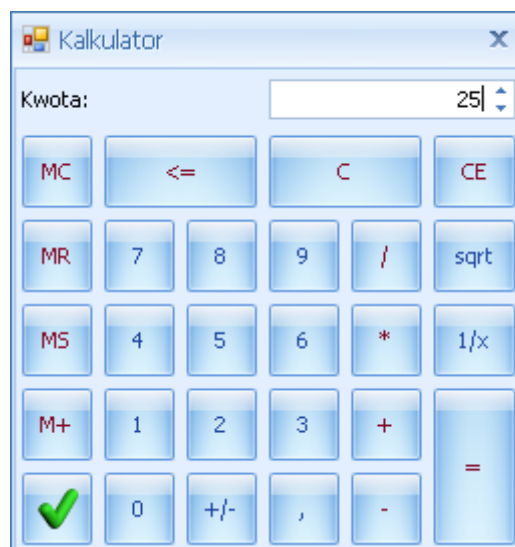 Kalkulator
Kwota: 25
MC <= C CE
MR 7 8 9 / sqrt
MS 4 5 6 * 1/x
M+ 1 2 3 + =
0 +/- , -